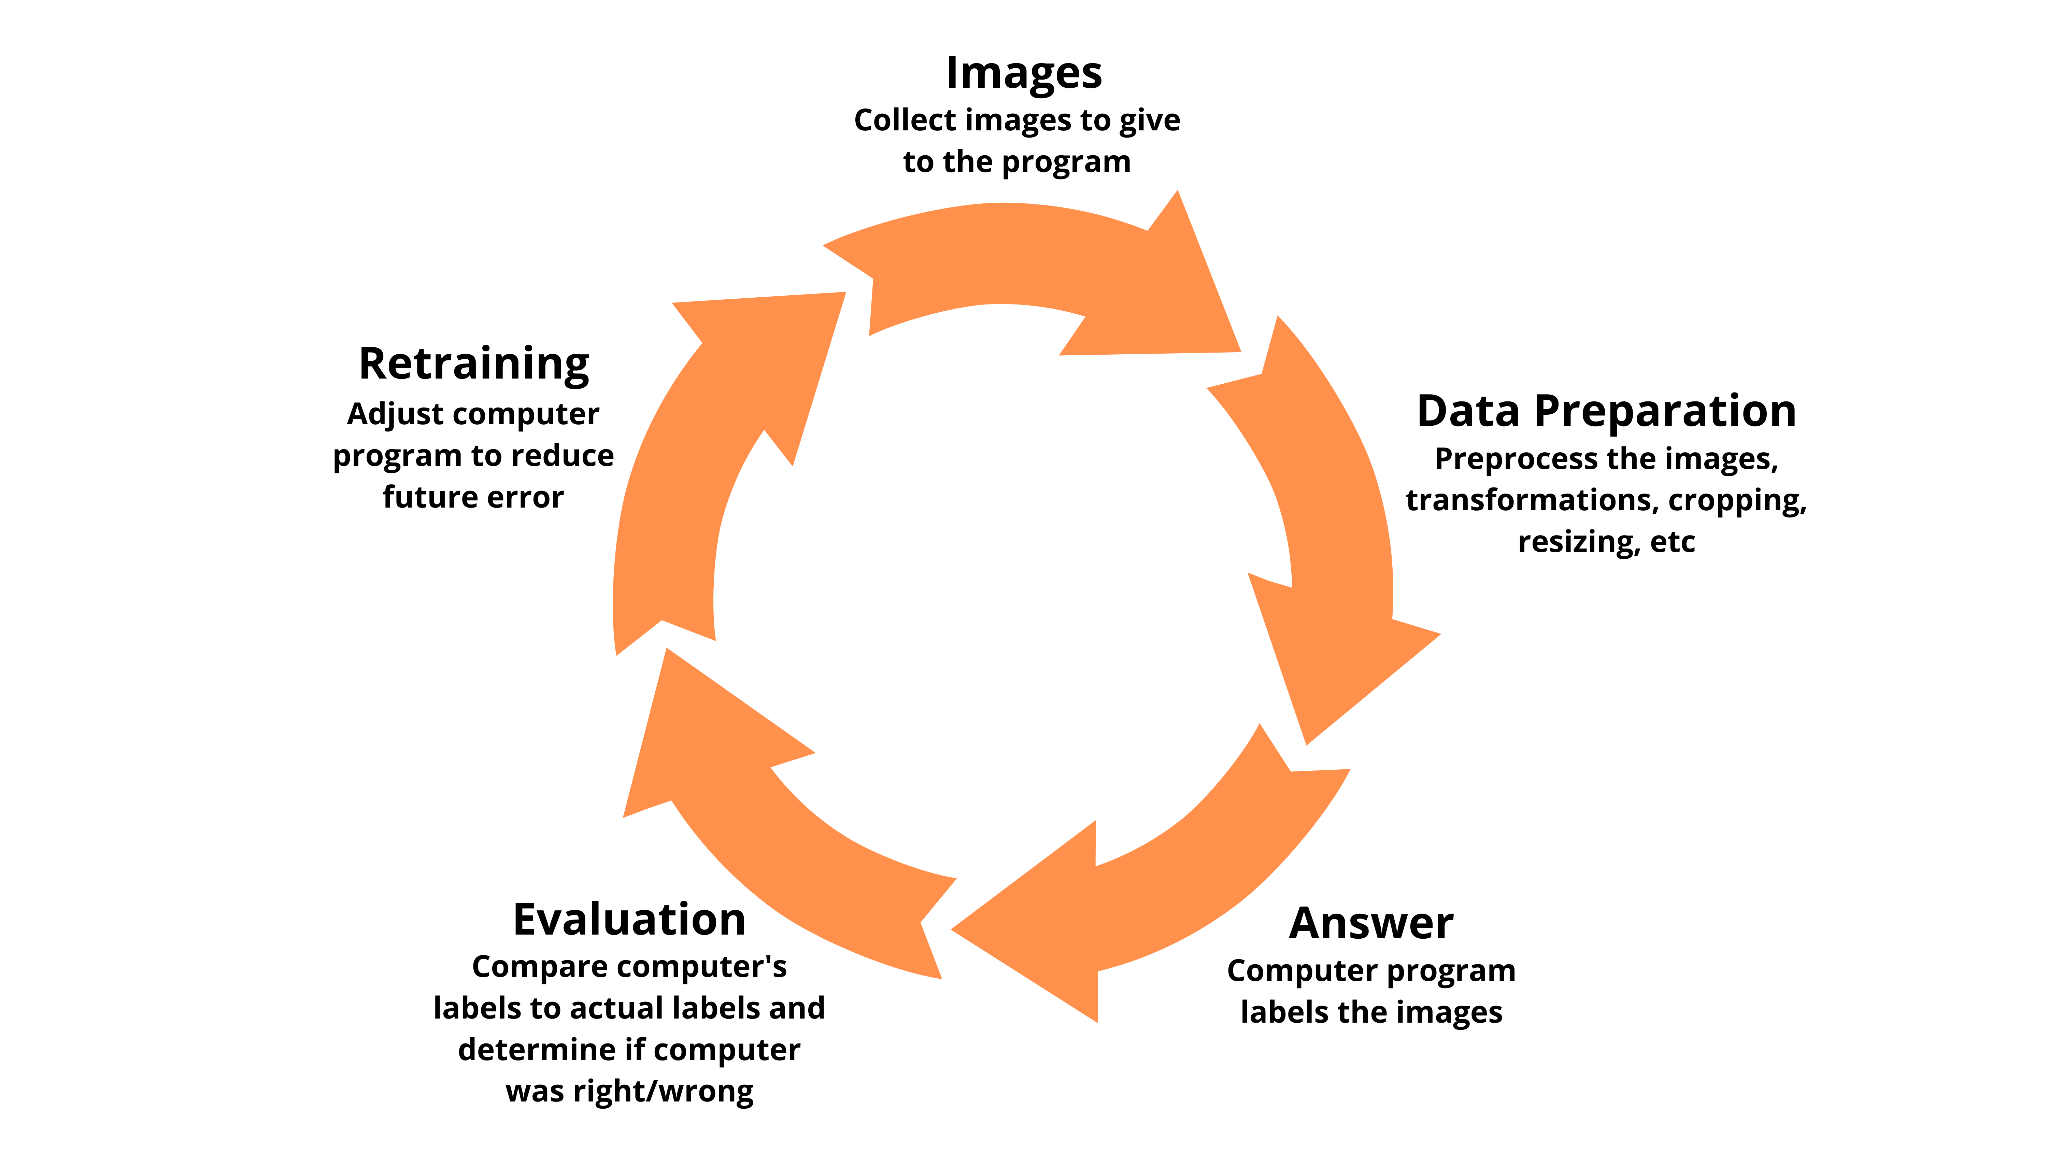 Images
Collect images to give
to the program
Data Preparation
Preprocess the images,
transformations, cropping,
resizing, etc
Answer
Computer program
labels the images
Evaluation
Compare computer's
labels to actual labels and
determine if computer
was right/wrong
Retraining
Adjust computer
program to reduce
future error